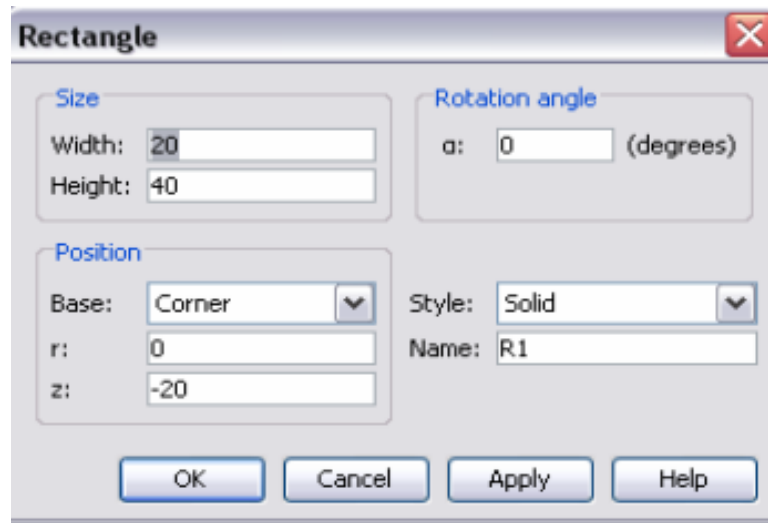 Rectangle
Size
Width: 20
Height: 40
Rotation angle
α: 0 (degrees)
Position
Base: Corner
r: 0
z: -20
Style: Solid
Name: R1
OK Cancel Apply Help